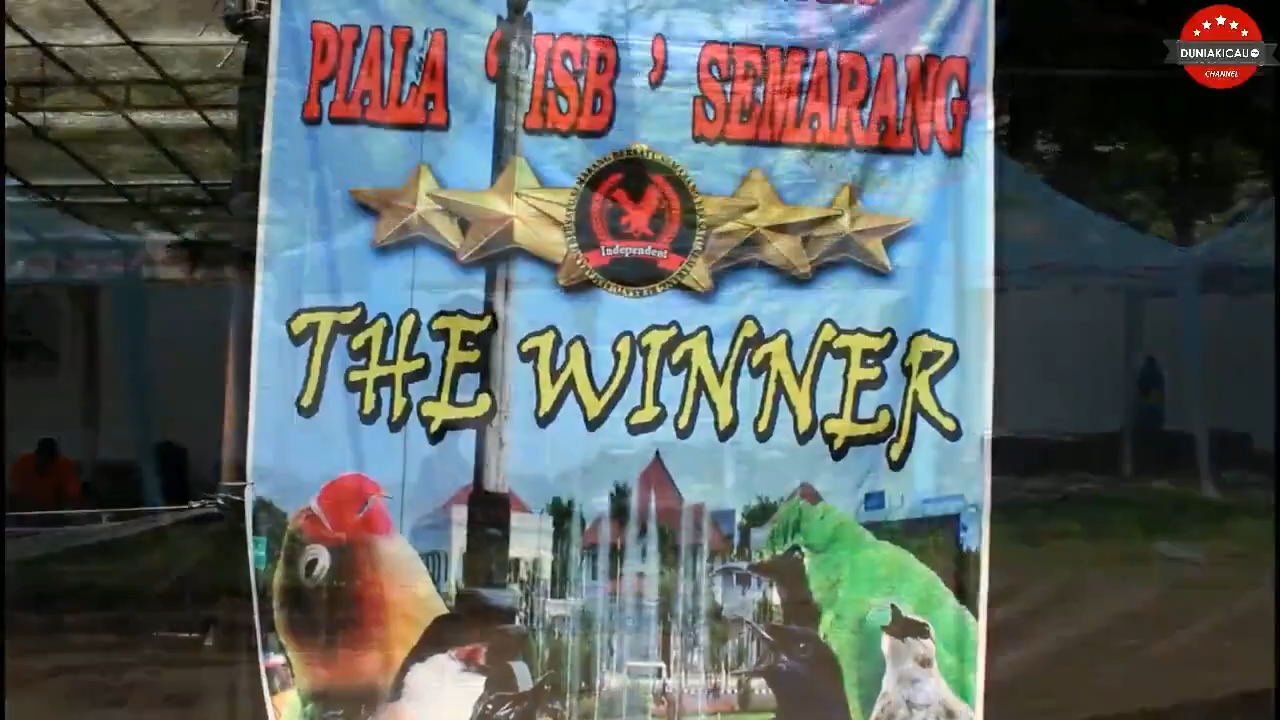 PIALA ' ISB ' SEMARANG
Independent
THE WINNER
DUNIAKICAU
CHANNEL